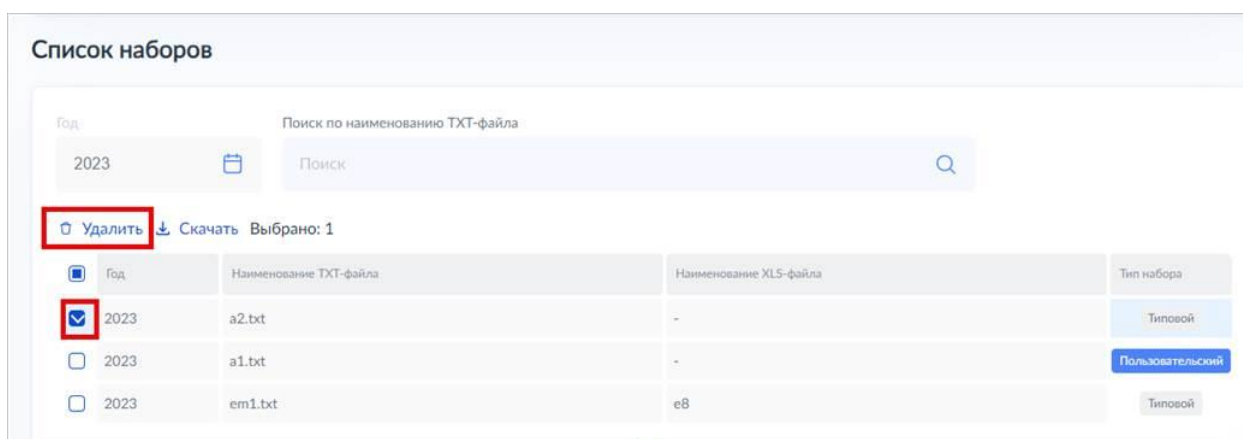 Список наборов
Год Поиск по наименованию TXT-файла
2023 Поиск
Удалить Скачать Выбрано: 1
Год Наименование TXT-файла Наименование XLS-файла Тип набора
2023 a2.txt - Типовой
2023 a1.txt - Пользовательский
2023 em1.txt e8 Типовой